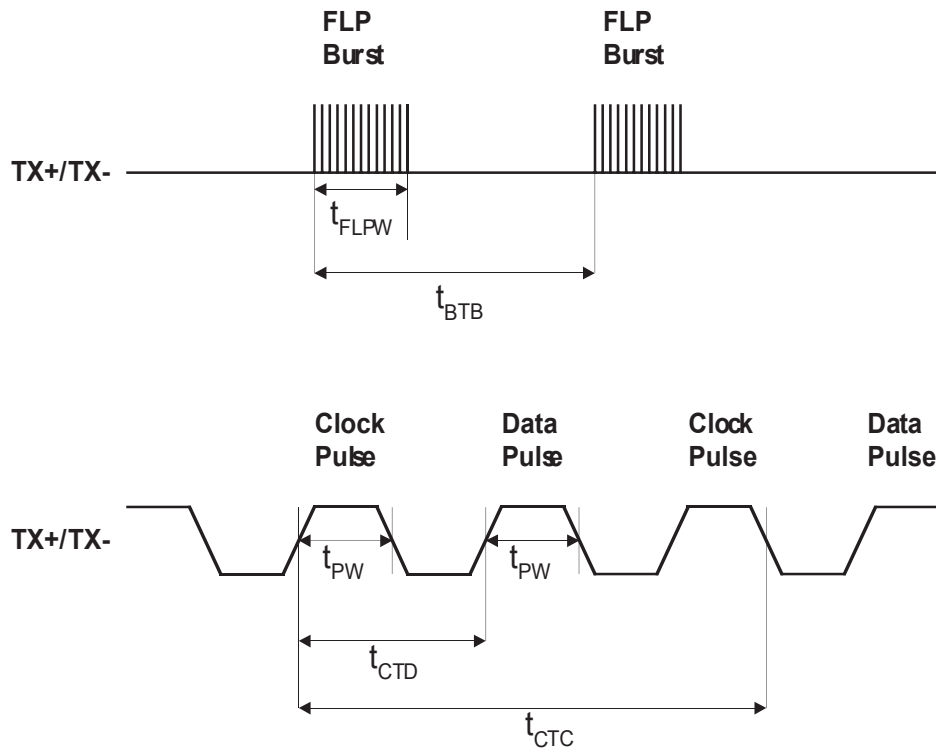 FLP
Burst
FLP
Burst
TX+/TX-
tFLPW
tBTB
Clock
Pulse
Data
Pulse
Clock
Pulse
Data
Pulse
TX+/TX-
tPW
tPW
tCTD
tCTC